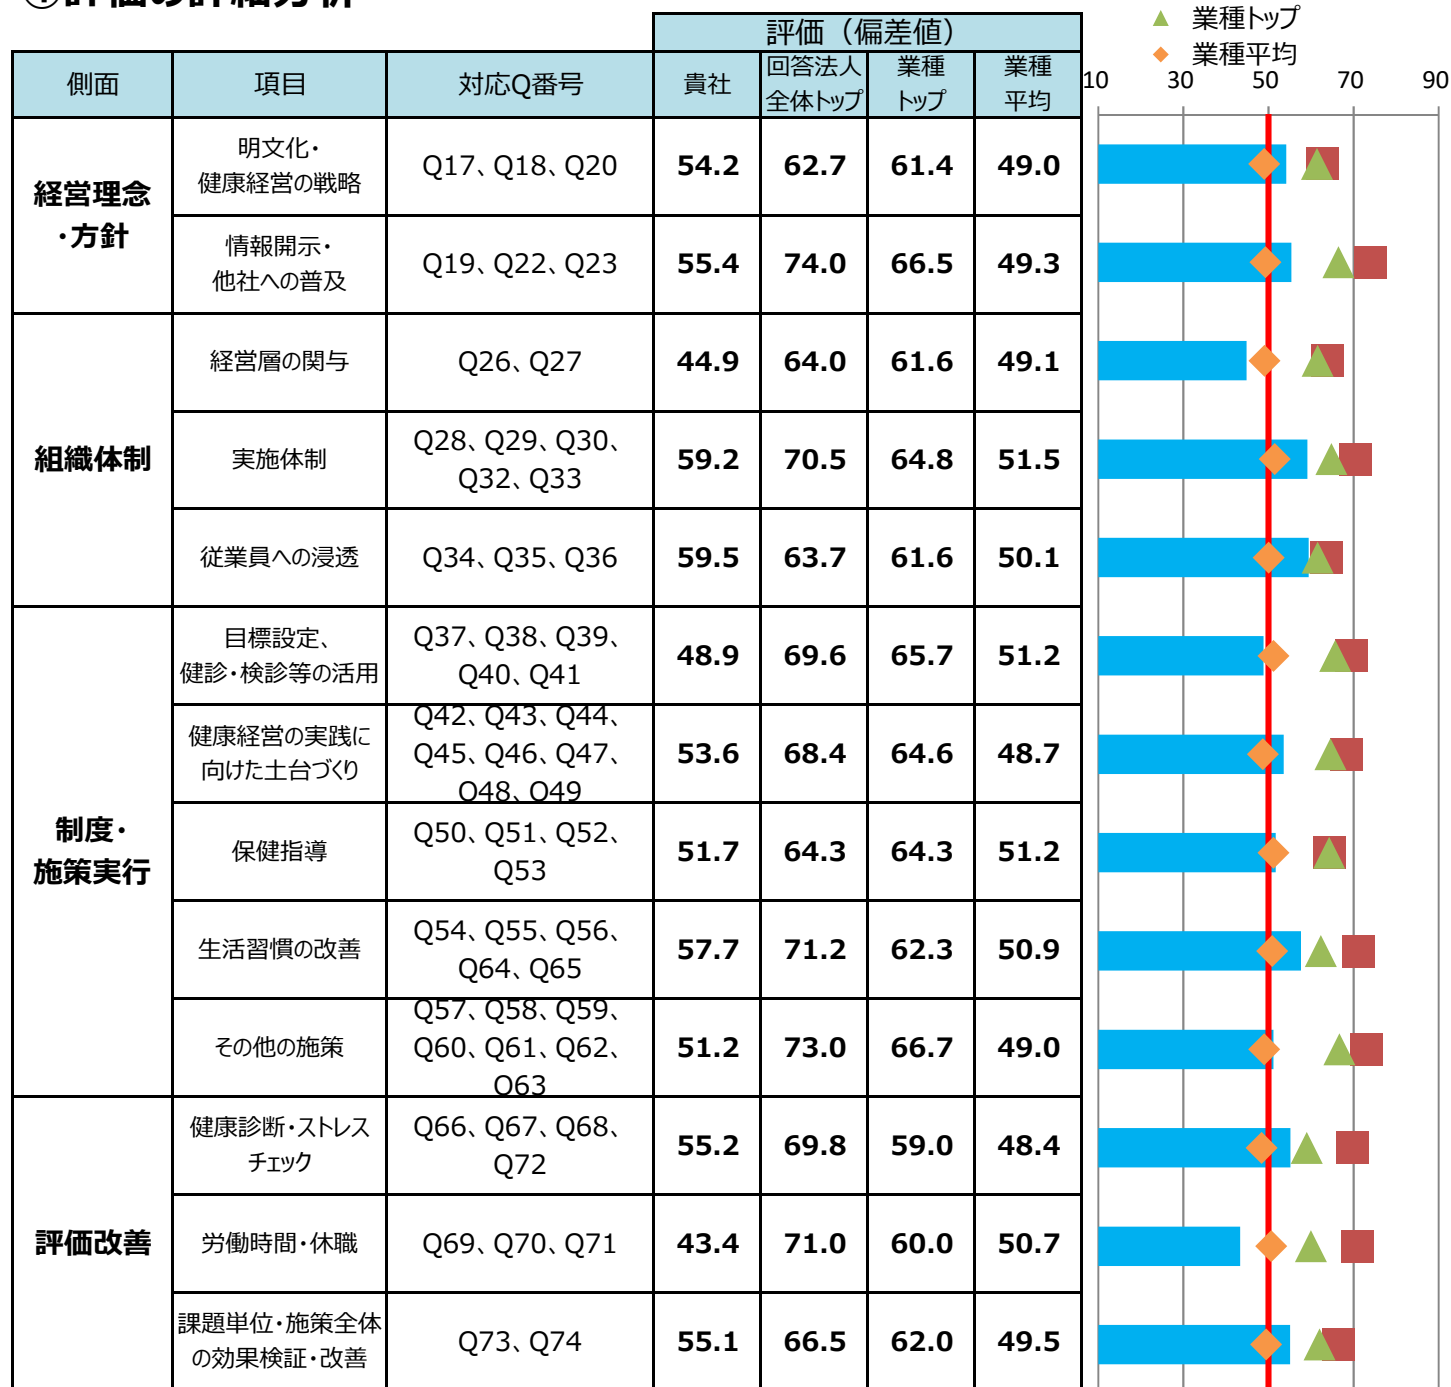 ①評価の詳細分析
▲ 業種トップ
◆ 業種平均
評価（偏差値）
側面 項目 対応Q番号 貴社 回答法人 業種 業種
全体トップ トップ 平均
10 30 50 70 90
経営理念
・方針
明文化・
健康経営の戦略
Q17、Q18、Q20 54.2 62.7 61.4 49.0
情報開示・
他社への普及
Q19、Q22、Q23 55.4 74.0 66.5 49.3
組織体制
経営層の関与 Q26、Q27 44.9 64.0 61.6 49.1
実施体制
Q28、Q29、Q30、
Q32、Q33
59.2 70.5 64.8 51.5
従業員への浸透 Q34、Q35、Q36 59.5 63.7 61.6 50.1
制度・
施策実行
目標設定、
健診・検診等の活用
Q37、Q38、Q39、
Q40、Q41
48.9 69.6 65.7 51.2
健康経営の実践に
向けた土台づくり
Q42、Q43、Q44、
Q45、Q46、Q47、
Q48、Q49
53.6 68.4 64.6 48.7
保健指導
Q50、Q51、Q52、
Q53
51.7 64.3 64.3 51.2
生活習慣の改善
Q54、Q55、Q56、
Q64、Q65
57.7 71.2 62.3 50.9
その他の施策
Q57、Q58、Q59、
Q60、Q61、Q62、
Q63
51.2 73.0 66.7 49.0
評価改善
健康診断・ストレス
チェック
Q66、Q67、Q68、
Q72
55.2 69.8 59.0 48.4
労働時間・休職 Q69、Q70、Q71 43.4 71.0 60.0 50.7
課題単位・施策全体
の効果検証・改善
Q73、Q74 55.1 66.5 62.0 49.5